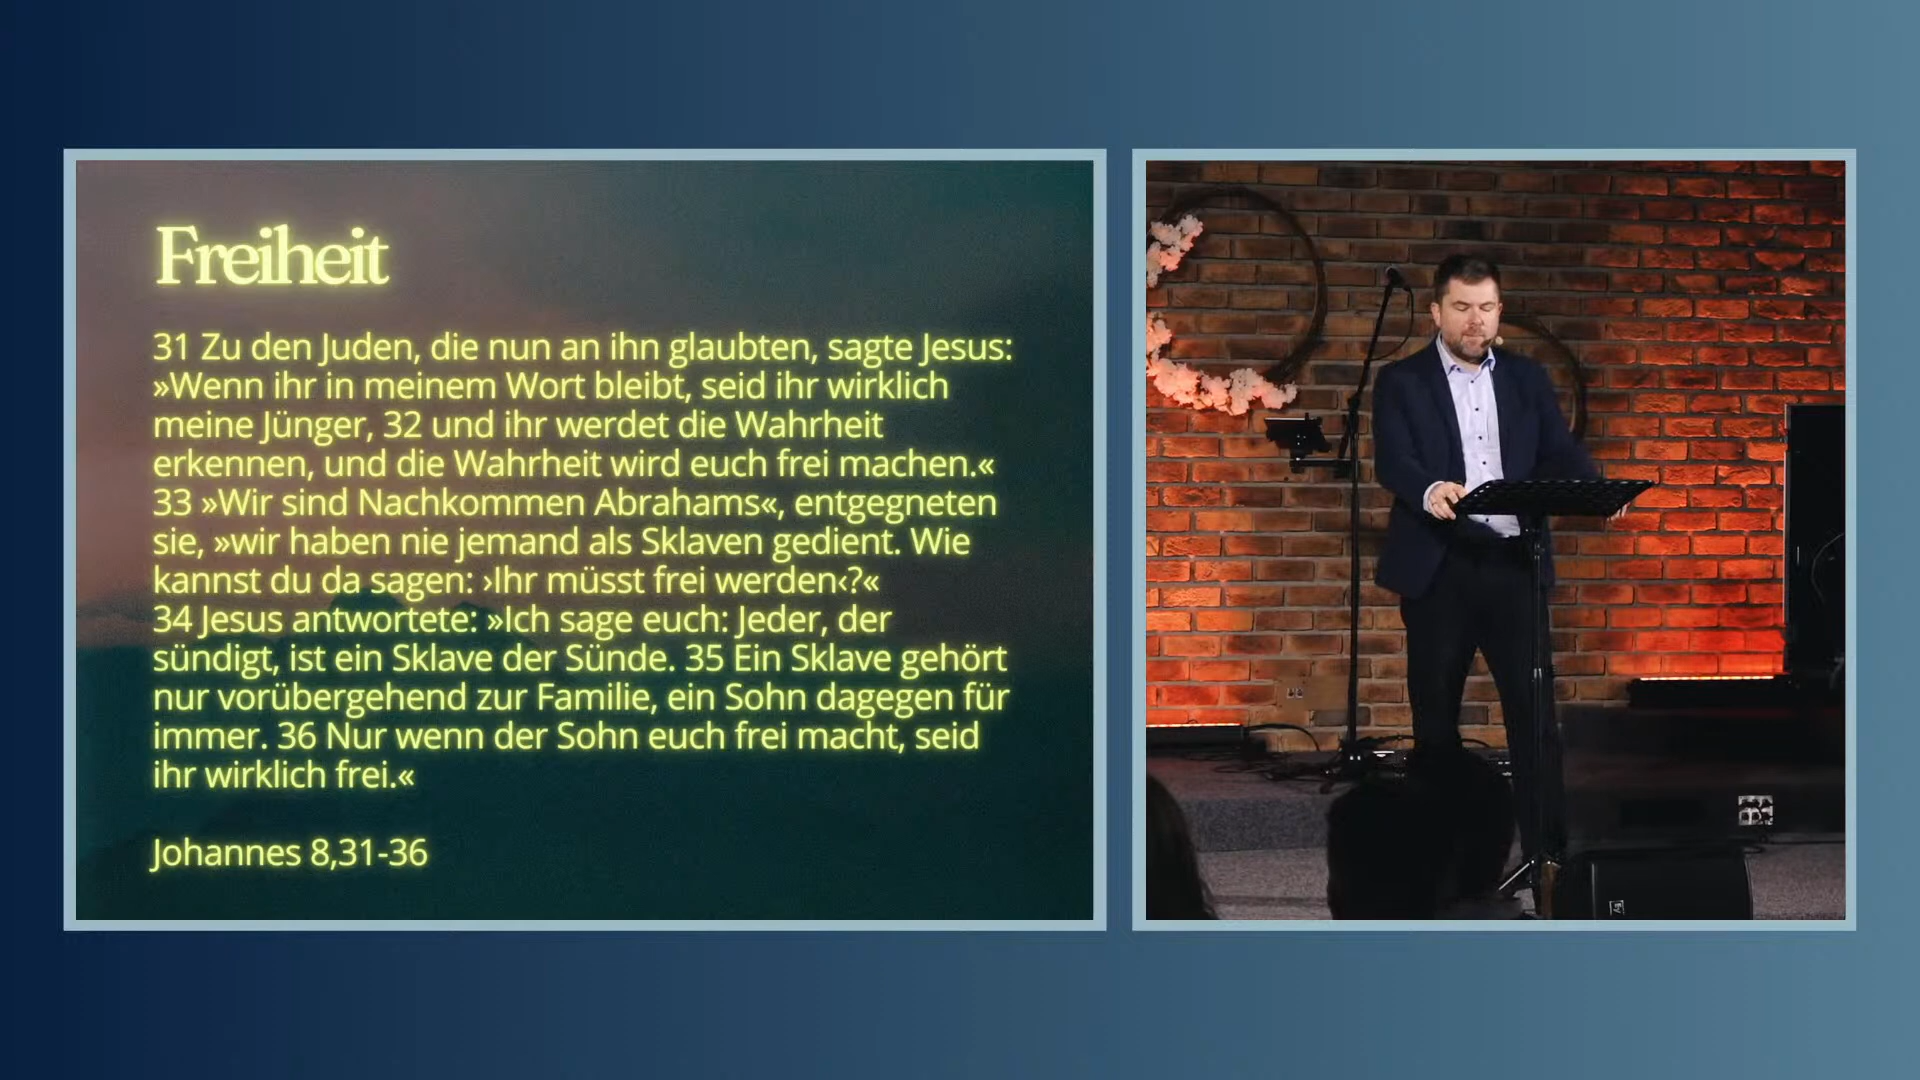 Freiheit
31 Zu den Juden, die nun an ihn glaubten, sagte Jesus:
»Wenn ihr in meinem Wort bleibt, seid ihr wirklich
meine Jünger, 32 und ihr werdet die Wahrheit
erkennen, und die Wahrheit wird euch frei machen.«
33 »Wir sind Nachkommen Abrahams«, entgegneten
sie, »wir haben nie jemand als Sklaven gedient. Wie
kannst du da sagen: ›Ihr müsst frei werden‹?«
34 Jesus antwortete: »Ich sage euch: Jeder, der
sündigt, ist ein Sklave der Sünde. 35 Ein Sklave gehört
nur vorübergehend zur Familie, ein Sohn dagegen für
immer. 36 Nur wenn der Sohn euch frei macht, seid
ihr wirklich frei.«
Johannes 8,31-36